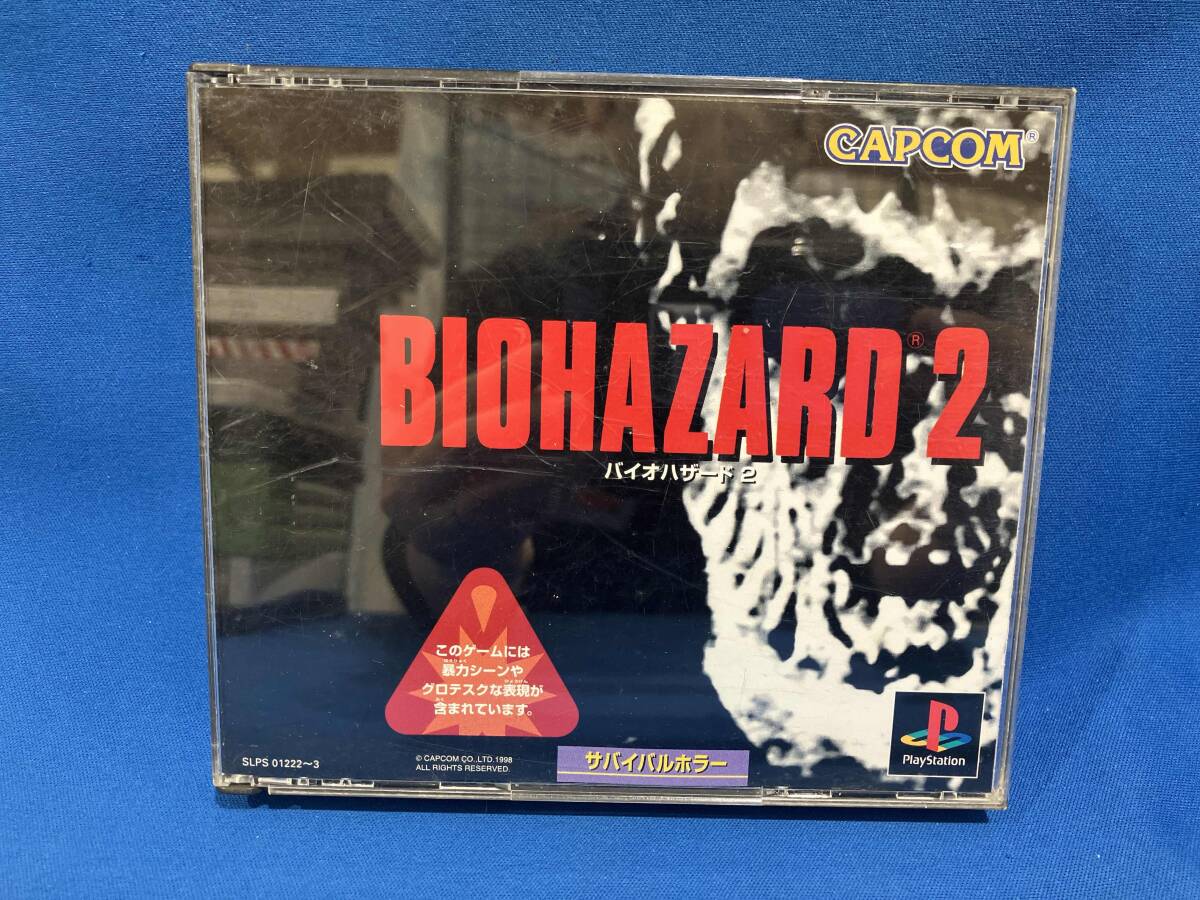 CAPCOM®
BIOHAZARD® 2
バイオハザード 2
このゲームには
暴力シーンや
グロテスクな表現が
含まれています。
SLPS 01222〜3
© CAPCOM CO.,LTD.1998
ALL RIGHTS RESERVED.
サバイバルホラー
PlayStation